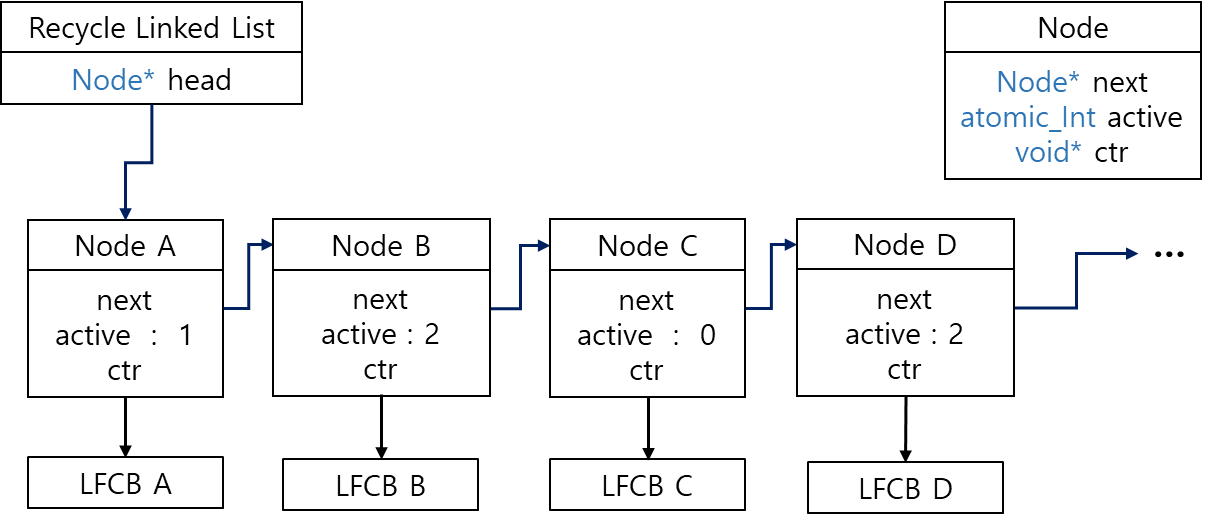 Recycle Linked List
Node* head
Node
Node* next
atomic_Int active
void* ctr
Node A
next
active : 1
ctr
Node B
next
active : 2
ctr
Node C
next
active : 0
ctr
Node D
next
active : 2
ctr
...
LFCB A
LFCB B
LFCB C
LFCB D